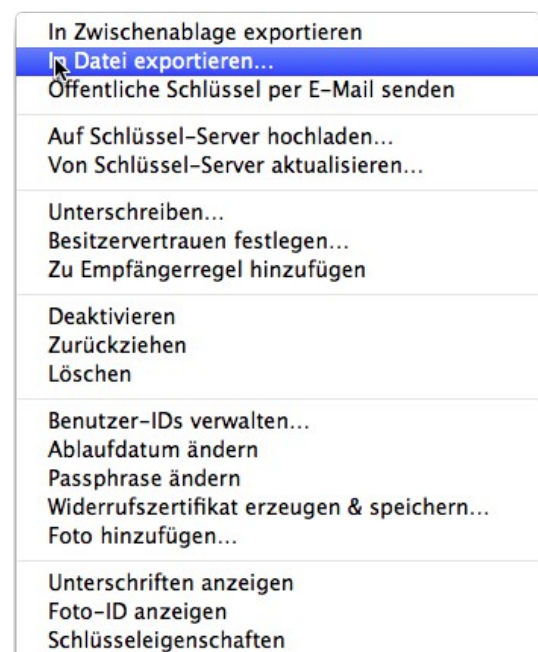 In Zwischenablage exportieren
In Datei exportieren...
Öffentliche Schlüssel per E-Mail senden
Auf Schlüssel-Server hochladen...
Von Schlüssel-Server aktualisieren...
Unterschreiben...
Besitzervertrauen festlegen...
Zu Empfängerregel hinzufügen
Deaktivieren
Zurückziehen
Löschen
Benutzer-IDs verwalten...
Ablaufdatum ändern
Passphrase ändern
Widerrufszertifikat erzeugen & speichern...
Foto hinzufügen...
Unterschriften anzeigen
Foto-ID anzeigen
Schlüsseleigenschaften